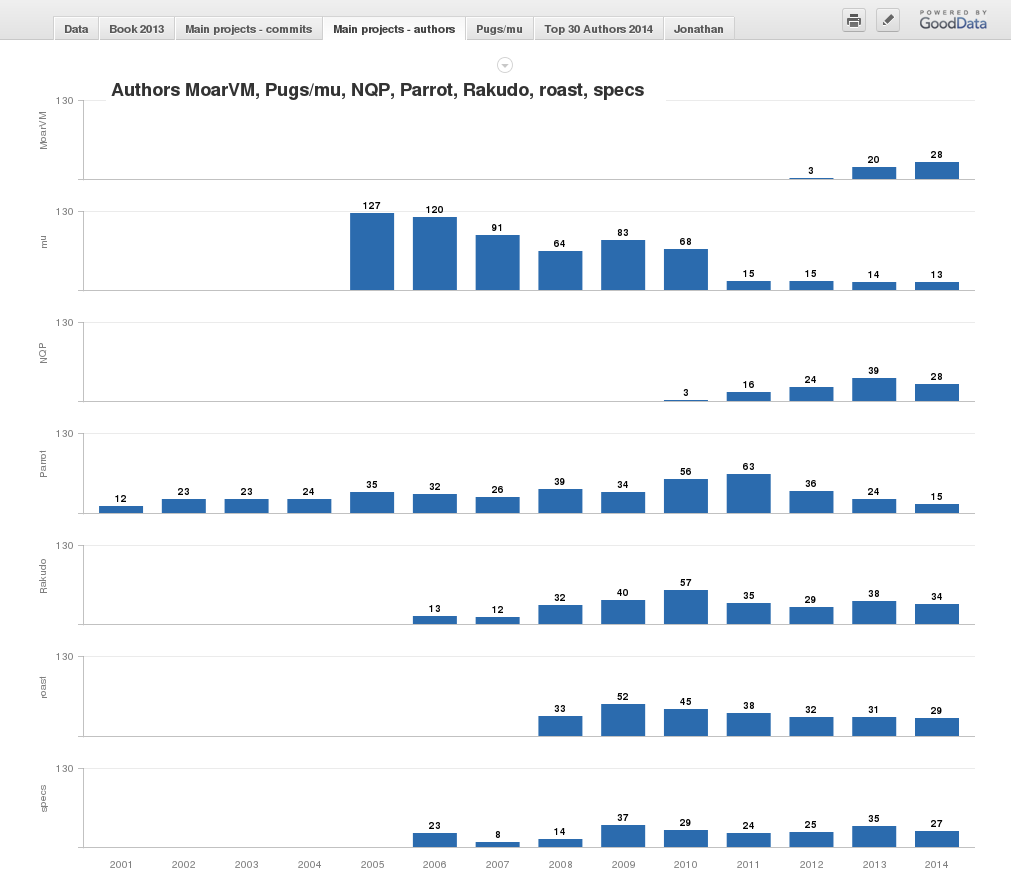 Data Book 2013 Main projects - commits Main projects - authors Pugs/mu Top 30 Authors 2014 Jonathan
POWERED BY
GoodData
Authors MoarVM, Pugs/mu, NQP, Parrot, Rakudo, roast, specs
130
MoarVM
3 20 28
130
mu
127 120 91 64 83 68 15 15 14 13
130
NQP
3 16 24 39 28
130
Parrot
12 23 23 24 35 32 26 39 34 56 63 36 24 15
130
Rakudo
13 12 32 40 57 35 29 38 34
130
roast
33 52 45 38 32 31 29
130
specs
23 8 14 37 29 24 25 35 27
2001 2002 2003 2004 2005 2006 2007 2008 2009 2010 2011 2012 2013 2014